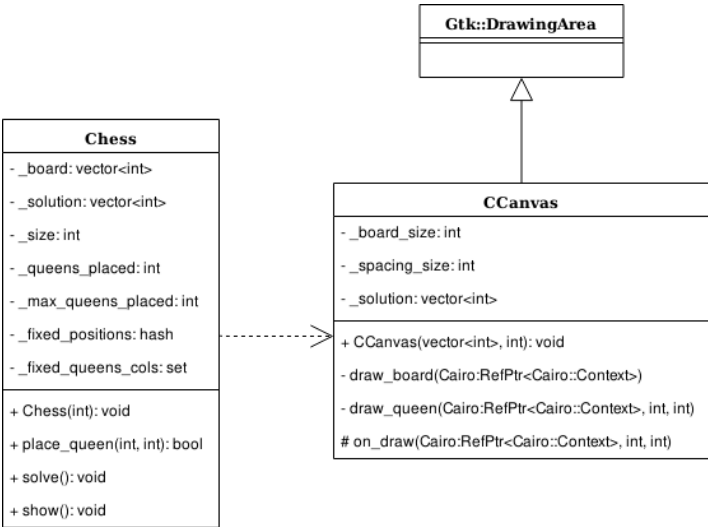 Gtk::DrawingArea
Chess
- _board: vector<int>
- _solution: vector<int>
- _size: int
- _queens_placed: int
- _max_queens_placed: int
- _fixed_positions: hash
- _fixed_queens_cols: set
+ Chess(int): void
+ place_queen(int, int): bool
+ solve(): void
+ show(): void
CCanvas
- _board_size: int
- _spacing_size: int
- _solution: vector<int>
+ CCanvas(vector<int>, int): void
- draw_board(Cairo:RefPtr<Cairo::Context>)
- draw_queen(Cairo:RefPtr<Cairo::Context>, int, int)
# on_draw(Cairo:RefPtr<Cairo::Context>, int, int)